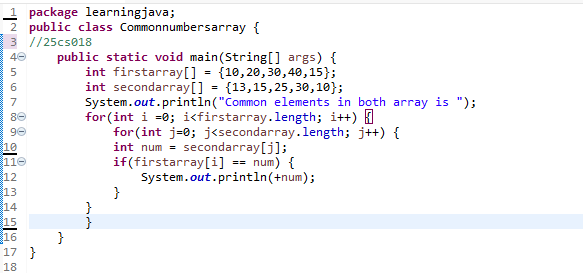 1 package learningjava;
2 public class Commonnumbersarray {
3 //25cs018
4 public static void main(String[] args) {
5 int firstarray[] = {10,20,30,40,15};
6 int secondarray[] = {13,15,25,30,10};
7 System.out.println("Common elements in both array is ");
8 for(int i =0; i<firstarray.length; i++) {
9 for(int j=0; j<secondarray.length; j++) {
10 int num = secondarray[j];
11 if(firstarray[i] == num) {
12 System.out.println(+num);
13 }
14 }
15 }
16 }
17 }
18